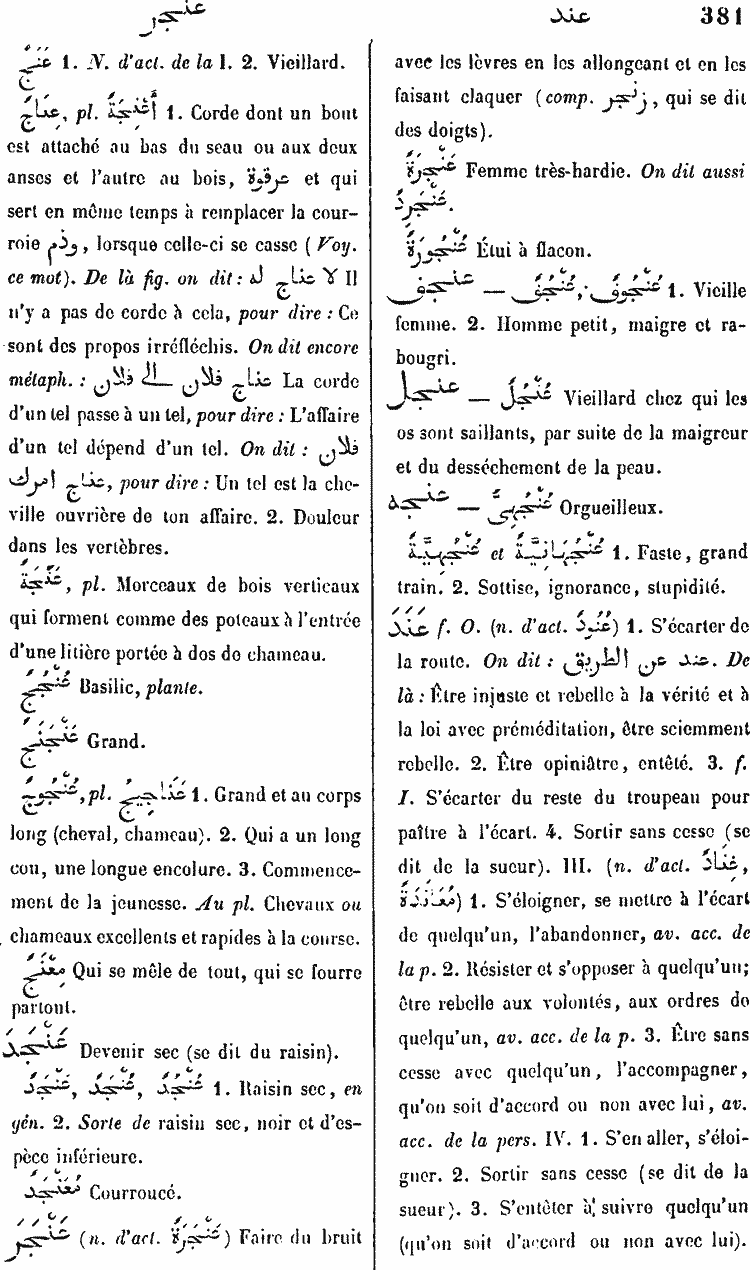 عنجر
عند 381
عَنَجٌ 1. N. d'act. de la I. 2. Vieillard.
عِنَاجٌ, pl. أَعْنِجَةٌ 1. Corde dont un bout
est attaché au bas du seau ou aux deux
anses et l'autre au bois, عرقوة et qui
sert en même temps à remplacer la cour-
roie وذم, lorsque celle-ci se casse (Voy.
ce mot). De là fig. on dit : لا عناج له Il
n'y a pas de corde à cela, pour dire : Ce
sont des propos irréfléchis. On dit encore
métaph. : عناج فلان الى فلان La corde
d'un tel passe à un tel, pour dire : L'affaire
d'un tel dépend d'un tel. On dit : فلان
عناج امرك, pour dire : Un tel est la che-
ville ouvrière de ton affaire. 2. Douleur
dans les vertèbres.
عَنَجَةٌ, pl. Morceaux de bois verticaux
qui forment comme des poteaux à l'entrée
d'une litière portée à dos de chameau.
عُنْجُجٌ Basilic, plante.
عَنَجْنَجٌ Grand.
عُنْجُوجٌ, pl. عَنَاجِيجُ 1. Grand et au corps
long (cheval, chameau). 2. Qui a un long
cou, une longue encolure. 3. Commence-
ment de la jeunesse. Au pl. Chevaux ou
chameaux excellents et rapides à la course.
مِعْنَجٌ Qui se mêle de tout, qui se fourre
partout.
عَنْجَدَ Devenir sec (se dit du raisin).
عُنْجُدٌ, عَنْجَدٌ, عُنْجَدٌ 1. Raisin sec, en
gén. 2. Sorte de raisin sec, noir et d'es-
pèce inférieure.
مُعَنْجِدٌ Courroucé.
عَنْجَرَ (n. d'act. عَنْجَرَةٌ) Faire du bruit
avec les lèvres en les allongeant et en les
faisant claquer (comp. زنجر, qui se dit
des doigts).
عَنْجَرَةٌ Femme très-hardie. On dit aussi
عَنْجَرِدٌ.
عُنْجُورَةٌ Étui à flacon.
عنجف — عُنْجُفٌ, عُنْجُوفٌ 1. Vieille
femme. 2. Homme petit, maigre et ra-
bougri.
عنجل — عُنْجُلٌ Vieillard chez qui les
os sont saillants, par suite de la maigreur
et du desséchement de la peau.
عنجه — عُنْجُهِىٌّ Orgueilleux.
عُنْجُهِيَّةٌ et عُنْجُهَانِيَّةٌ 1. Faste, grand
train. 2. Sottise, ignorance, stupidité.
عَنَدَ f. O. (n. d'act. عُنُودٌ) 1. S'écarter de
la route. On dit : عند عن الطريق. De
là : Être injuste et rebelle à la vérité et à
la loi avec préméditation, être sciemment
rebelle. 2. Être opiniâtre, entêté. 3. f.
I. S'écarter du reste du troupeau pour
paître à l'écart. 4. Sortir sans cesse (se
dit de la sueur). III. (n. d'act. عِنَادٌ,
مُعَانَدَةٌ) 1. S'éloigner, se mettre à l'écart
de quelqu'un, l'abandonner, av. acc. de
la p. 2. Résister et s'opposer à quelqu'un;
être rebelle aux volontés, aux ordres de
quelqu'un, av. acc. de la p. 3. Être sans
cesse avec quelqu'un, l'accompagner,
qu'on soit d'accord ou non avec lui, av.
acc. de la pers. IV. 1. S'en aller, s'éloi-
gner. 2. Sortir sans cesse (se dit de la
sueur). 3. S'entêter à suivre quelqu'un
(qu'on soit d'accord ou non avec lui).